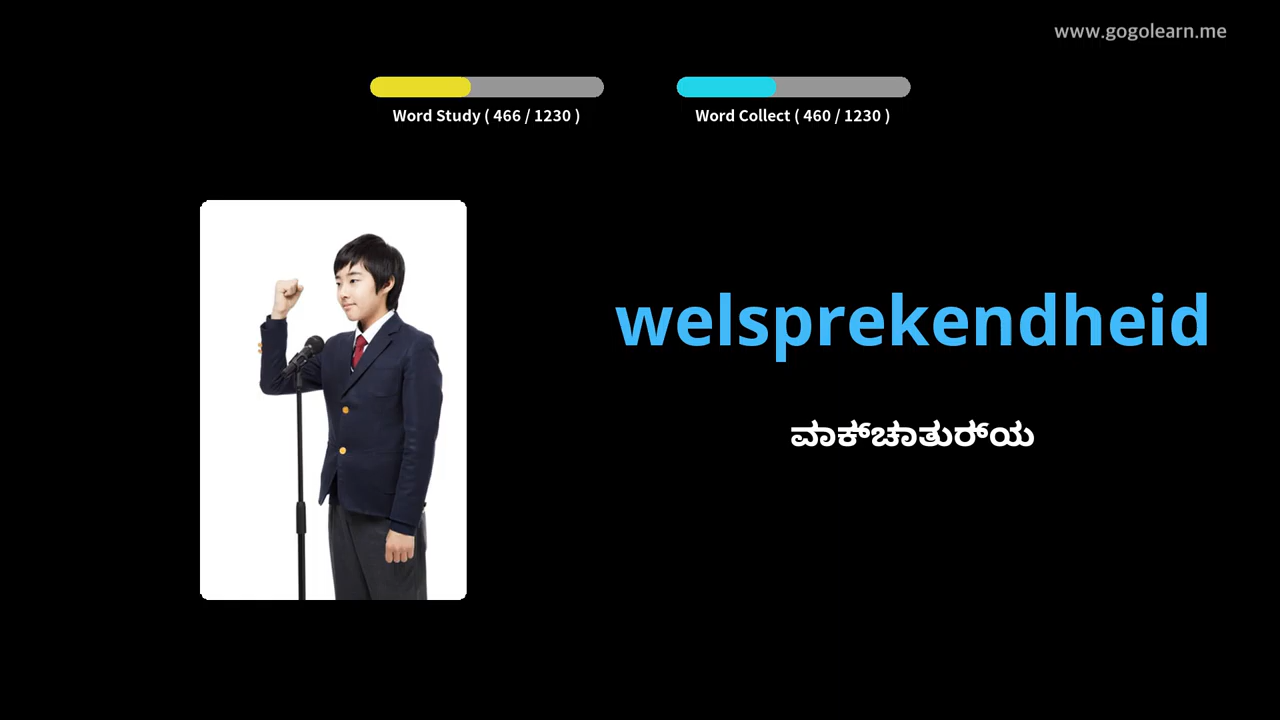 www.gogolearn.me
Word Study ( 466 / 1230 )
Word Collect ( 460 / 1230 )
welsprekendheid
ವಾಕ್‌ಚಾತುರ್‍ಯ